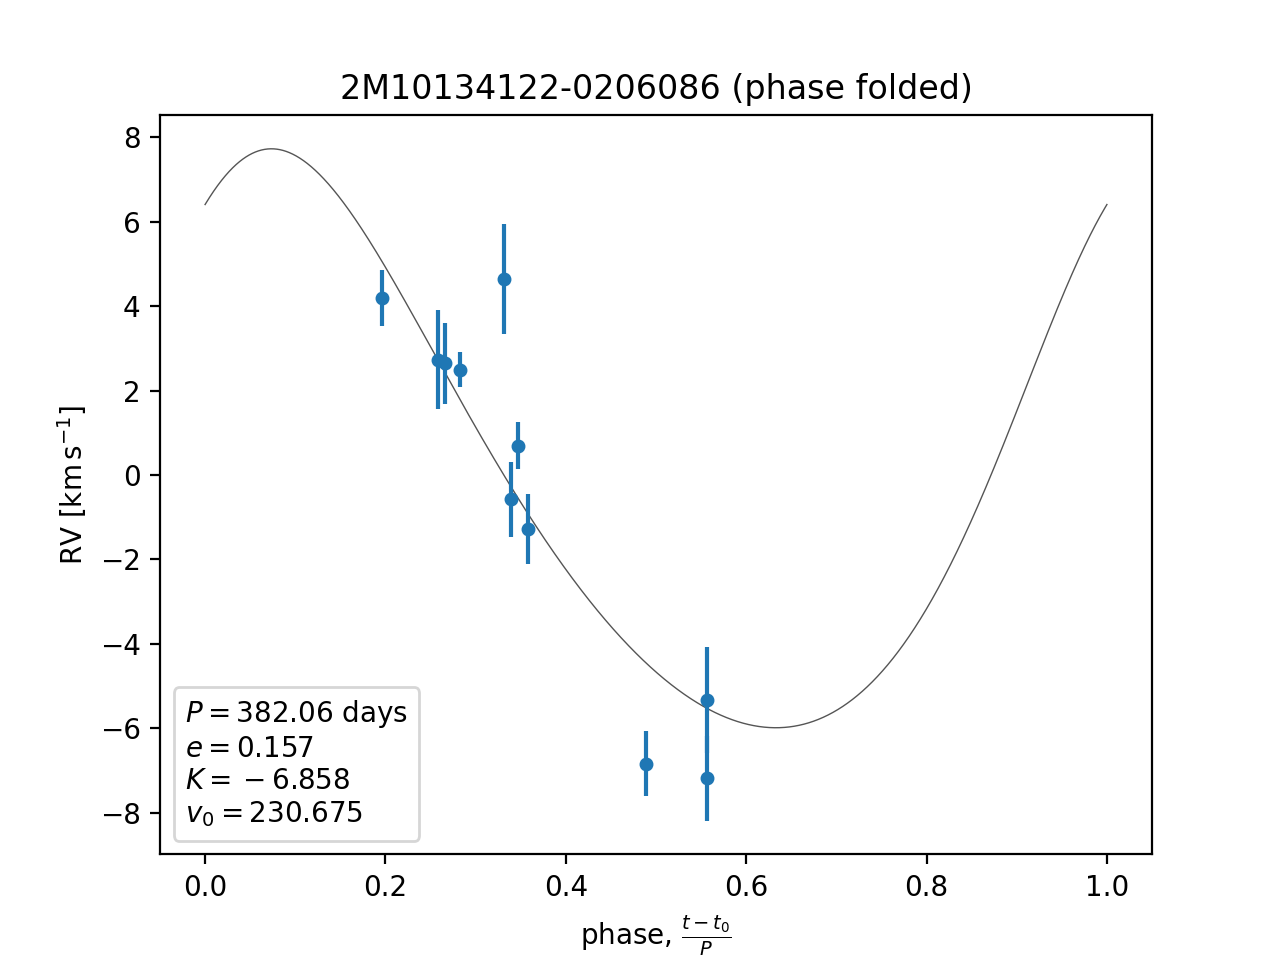 2M10134122-0206086 (phase folded)
8
6
4
2
0
−2
−4
−6
−8
RV [km s⁻¹]
P = 382.06 days
e = 0.157
K = −6.858
v₀ = 230.675
0.0 0.2 0.4 0.6 0.8 1.0
phase, (t − t₀)/P